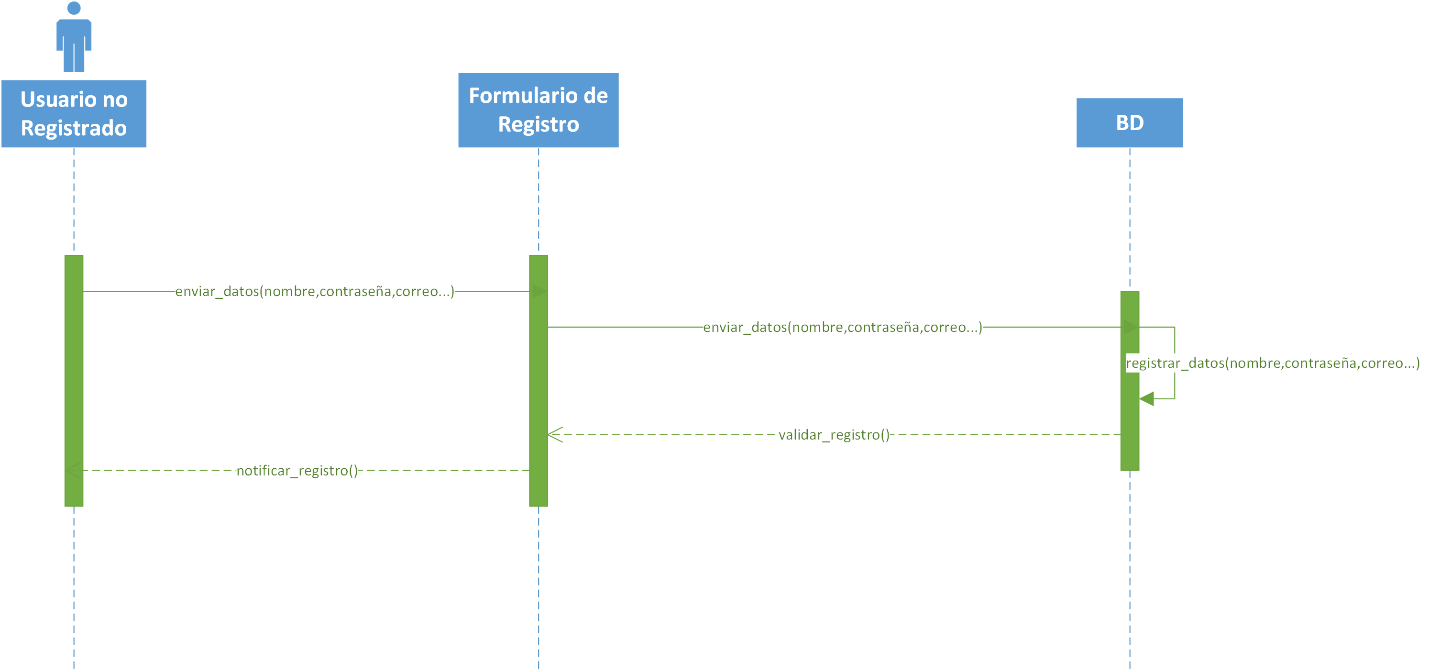 Usuario no
Registrado
Formulario de
Registro
BD
enviar_datos(nombre,contraseña,correo...)
enviar_datos(nombre,contraseña,correo...)
registrar_datos(nombre,contraseña,correo...)
validar_registro()
notificar_registro()